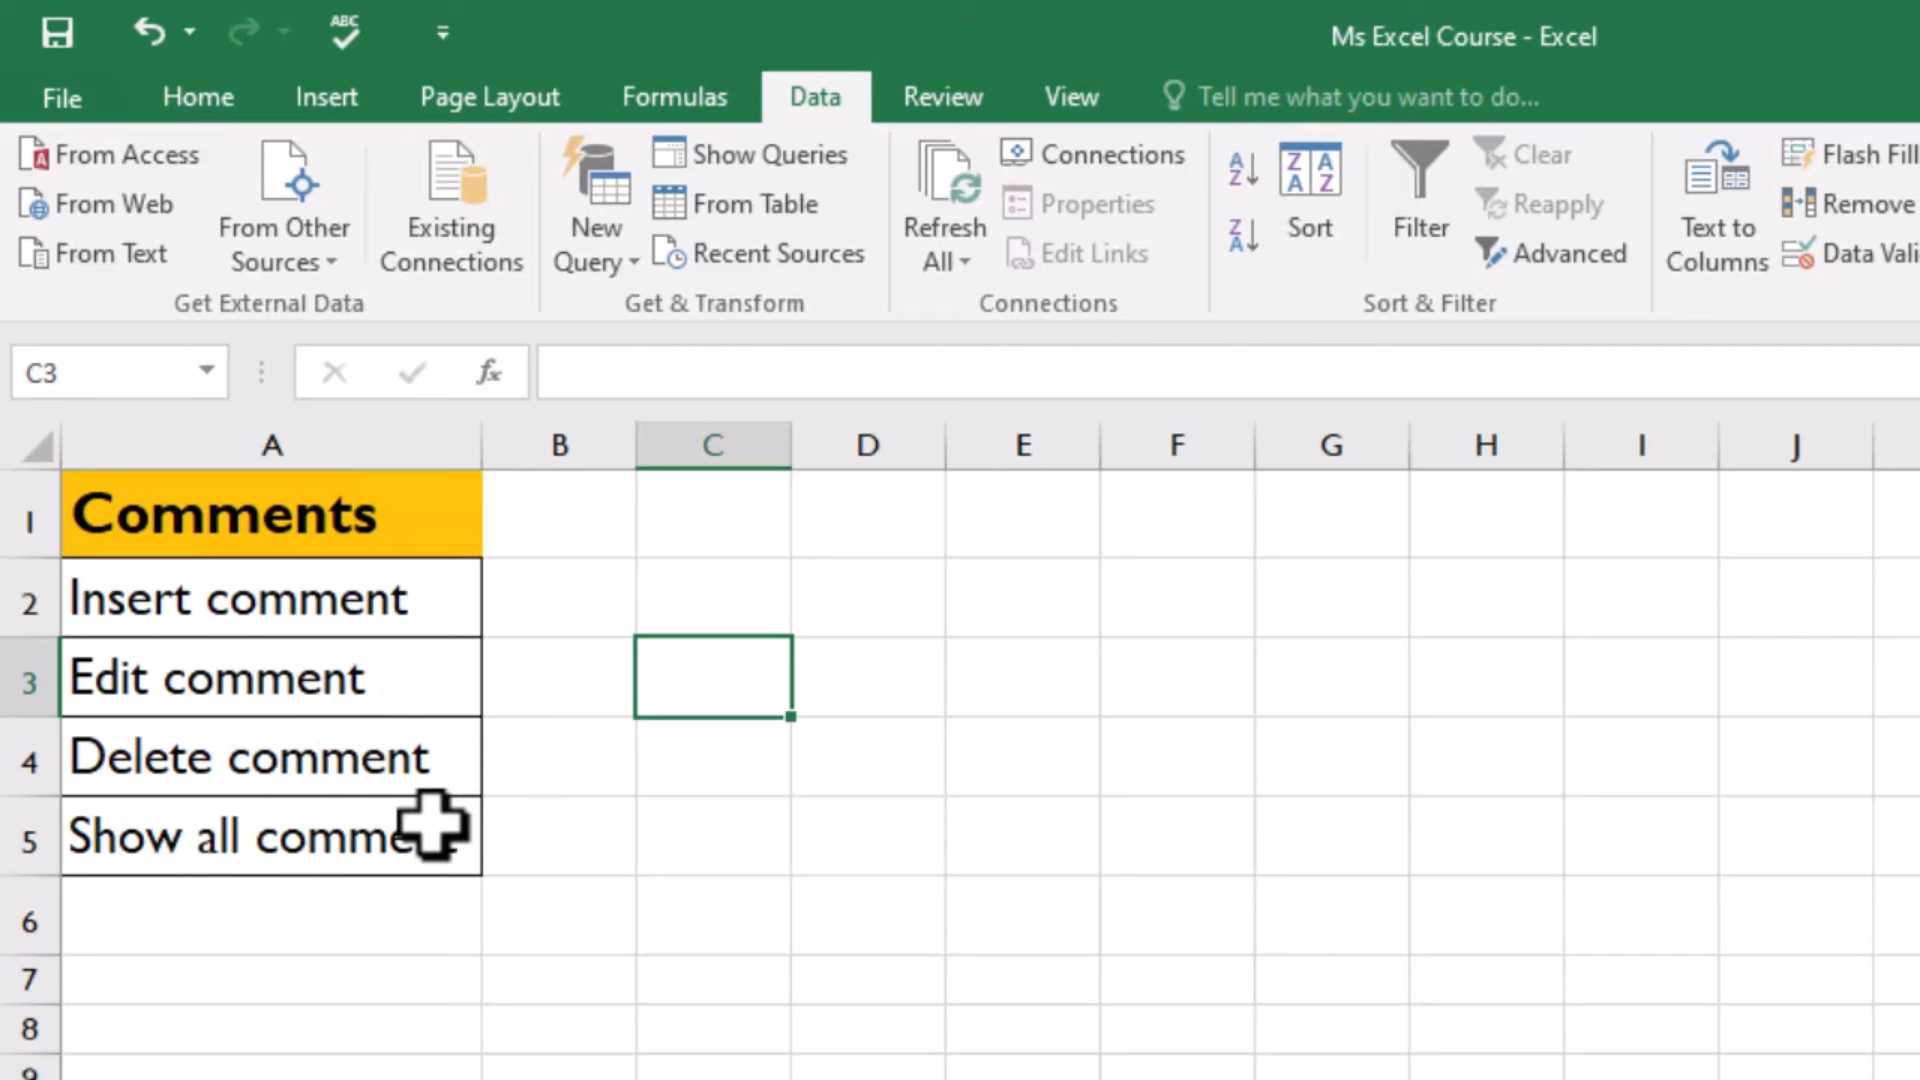 ABC
Ms Excel Course - Excel
File Home Insert Page Layout Formulas Data Review View Tell me what you want to do...
From Access
From Web
From Text
From Other Sources
Existing Connections
Get External Data
New Query
Show Queries
From Table
Recent Sources
Get & Transform
Refresh All
Connections
Properties
Edit Links
Connections
A Z
Z A
Z A A Z
Sort
Filter
Clear
Reapply
Advanced
Sort & Filter
Text to Columns
Flash Fill
Remove
Data Vali
C3
fx
A B C D E F G H I J
1 Comments
2 Insert comment
3 Edit comment
4 Delete comment
5 Show all
6
7
8
9